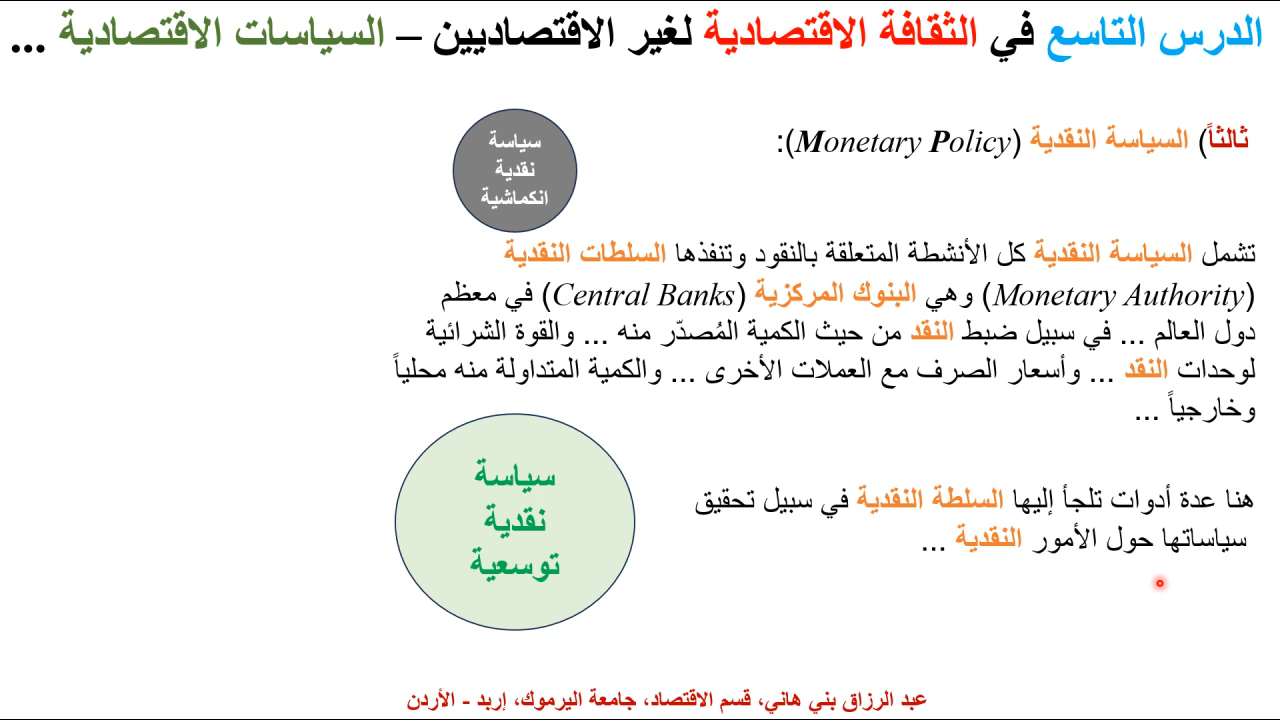 الدرس التاسع في الثقافة الاقتصادية لغير الاقتصاديين – السياسات الاقتصادية ...
ثالثاً) السياسة النقدية (Monetary Policy):
سياسة
نقدية
انكماشية
تشمل السياسة النقدية كل الأنشطة المتعلقة بالنقود وتنفذها السلطات النقدية
(Monetary Authority) وهي البنوك المركزية (Central Banks) في معظم
دول العالم ... في سبيل ضبط النقد من حيث الكمية المُصدّر منه ... والقوة الشرائية
لوحدات النقد ... وأسعار الصرف مع العملات الأخرى ... والكمية المتداولة منه محلياً
وخارجياً ...
سياسة
نقدية
توسعية
هنا عدة أدوات تلجأ إليها السلطة النقدية في سبيل تحقيق
سياساتها حول الأمور النقدية ...
عبد الرزاق بني هاني، قسم الاقتصاد، جامعة اليرموك، إربد - الأردن